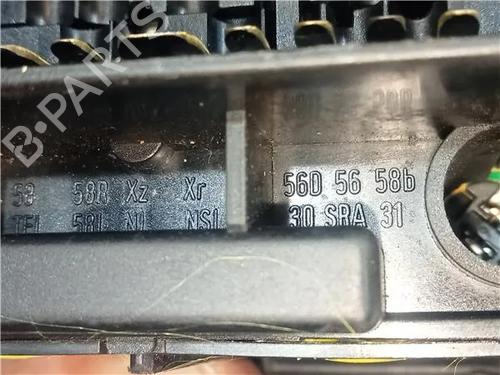 B-PARTS
58 58R Xz Xr 56D 56 58b
TFL 58L NL NSL 30 SRA 31